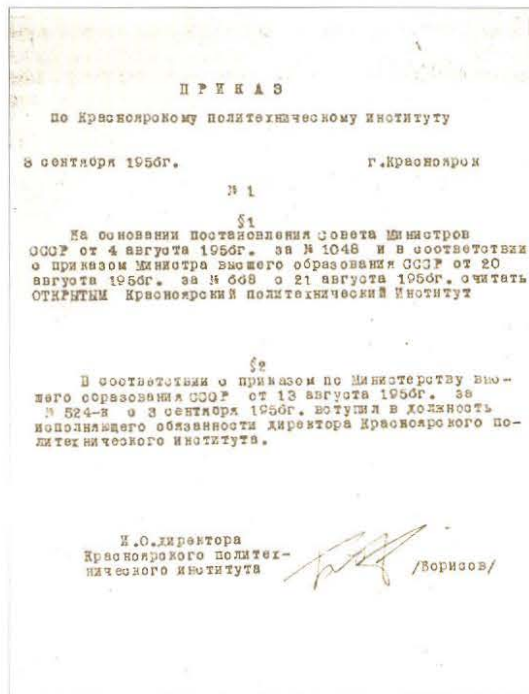 ПРИКАЗ
по Красноярскому политехническому институту
8 сентября 1956г. г.Красноярск
№ 1
§1
На основании постановления совета Министров
СССР от 4 августа 1956г. за № 1048 и в соответствии
с приказом Министра высшего образования СССР от 20
августа 1956г. за № 668 с 21 августа 1956г. считать
ОТКРЫТЫМ Красноярский политехнический Институт
§2
В соответствии с приказом по Министерству выс-
шего образования СССР от 13 августа 1956г. за
№ 524-к с 3 сентября 1956г. вступил в должность
исполняющего обязанности директора Красноярского по-
литехнического института.
И.О.директора
Красноярского политех-
нического института /Борисов/